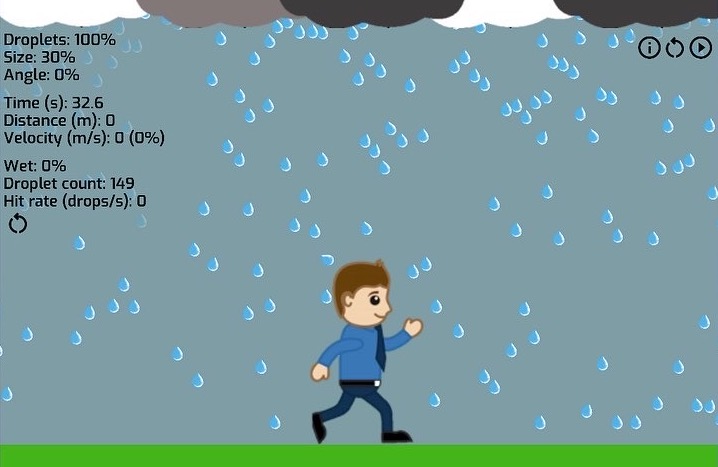 Droplets: 100%
Size: 30%
Angle: 0%
Time (s): 32.6
Distance (m): 0
Velocity (m/s): 0 (0%)
Wet: 0%
Droplet count: 149
Hit rate (drops/s): 0